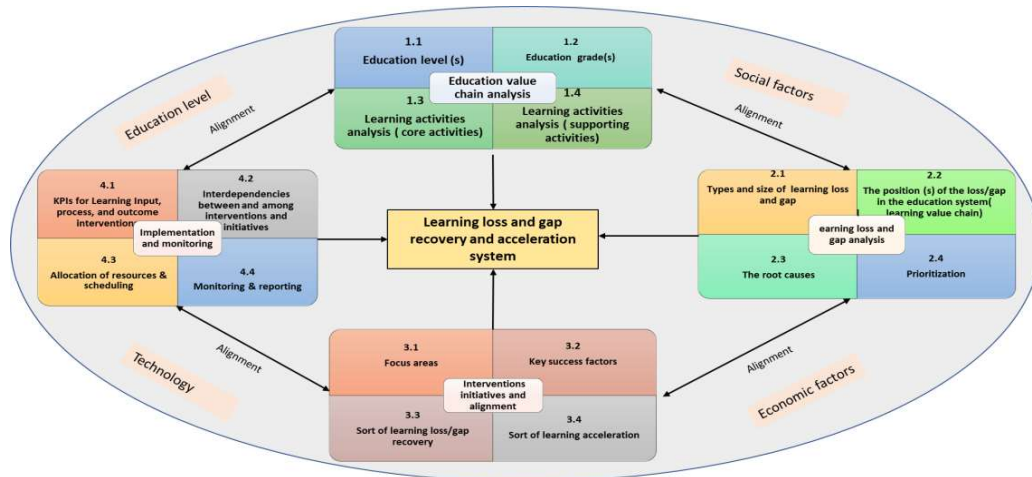 1.1
Education level (s)
1.2
Education grade(s)
Education value
chain analysis
1.3
Learning activities
analysis ( core activities)
1.4
Learning activities
analysis ( supporting
activities)
Education level
Alignment
Social factors
Alignment
4.1
KPIs for Learning Input,
process, and outcome
interventions
4.2
Interdependencies
between and among
interventions and
initiatives
Implementation
and monitoring
4.3
Allocation of resources &
scheduling
4.4
Monitoring & reporting
Learning loss and gap
recovery and acceleration
system
2.1
Types and size of learning loss
and gap
2.2
The position (s) of the loss/gap
in the education system(
learning value chain)
earning loss and
gap analysis
2.3
The root causes
2.4
Prioritization
Technology
Alignment
Alignment
Economic factors
3.1
Focus areas
3.2
Key success factors
Interventions
initiatives and
alignment
3.3
Sort of learning loss/gap
recovery
3.4
Sort of learning acceleration